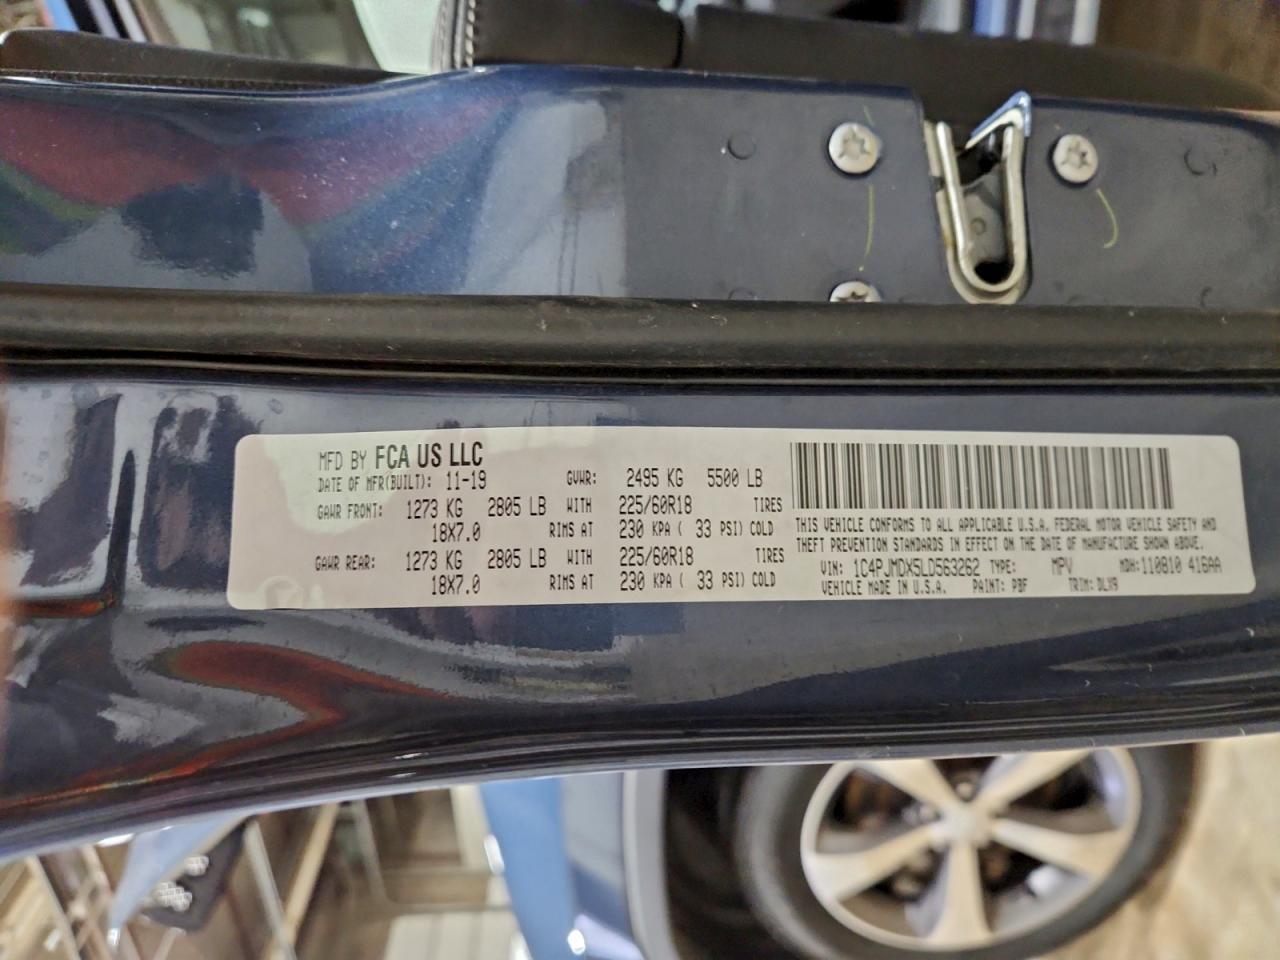 MFD BY FCA US LLC
DATE OF MFR(BUILT): 11-19 GVWR: 2495 KG 5500 LB
GAWR FRONT: 1273 KG 2805 LB WITH 225/60R18 TIRES
18X7.0 RIMS AT 230 KPA ( 33 PSI) COLD
GAWR REAR: 1273 KG 2805 LB WITH 225/60R18 TIRES
18X7.0 RIMS AT 230 KPA ( 33 PSI) COLD
THIS VEHICLE CONFORMS TO ALL APPLICABLE U.S.A. FEDERAL MOTOR VEHICLE SAFETY AND
THEFT PREVENTION STANDARDS IN EFFECT ON THE DATE OF MANUFACTURE SHOWN ABOVE.
VIN: 1C4PJMDX5LD563262 TYPE: MPV MDH:110810 416AA
VEHICLE MADE IN U.S.A. PAINT: PBF TRIM: DLX9